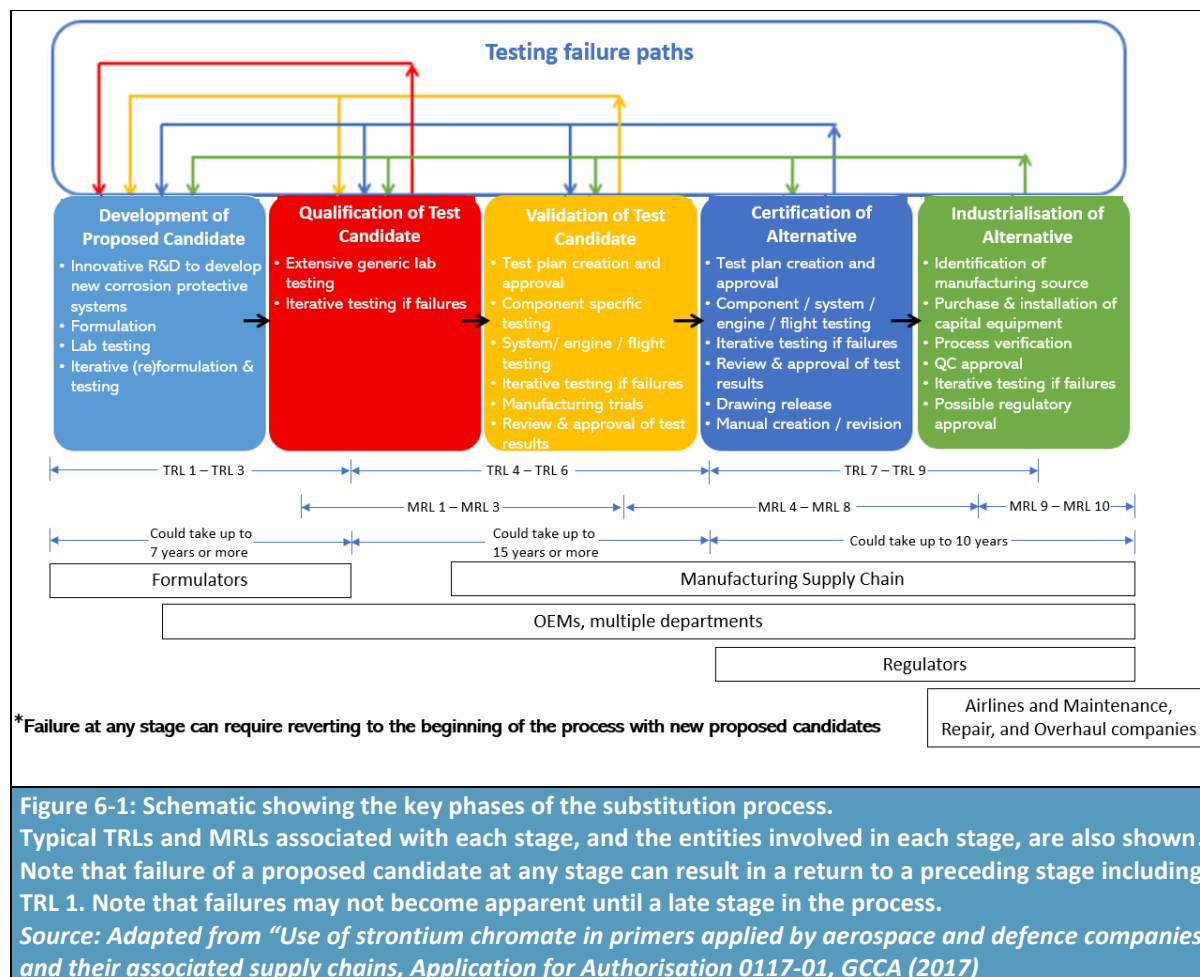 Testing failure paths
Development of
Proposed Candidate
• Innovative R&D to develop
new corrosion protective
systems
• Formulation
• Lab testing
• Iterative (re)formulation &
testing
Qualification of Test
Candidate
• Extensive generic lab
testing
• Iterative testing if failures
Validation of Test
Candidate
• Test plan creation and
approval
• Component specific
testing
• System/ engine / flight
testing
• Iterative testing if failures
• Manufacturing trials
• Review & approval of test
results
Certification of
Alternative
• Test plan creation and
approval
• Component / system /
engine / flight testing
• Iterative testing if failures
• Review & approval of test
results
• Drawing release
• Manual creation / revision
Industrialisation of
Alternative
• Identification of
manufacturing source
• Purchase & installation of
capital equipment
• Process verification
• QC approval
• Iterative testing if failures
• Possible regulatory
approval
TRL 1 – TRL 3
TRL 4 – TRL 6
TRL 7 – TRL 9
MRL 1 – MRL 3
MRL 4 – MRL 8
MRL 9 – MRL 10
Could take up to
7 years or more
Could take up to
15 years or more
Could take up to 10 years
Formulators
Manufacturing Supply Chain
OEMs, multiple departments
Regulators
Airlines and Maintenance,
Repair, and Overhaul companies
*Failure at any stage can require reverting to the beginning of the process with new proposed candidates
Figure 6-1: Schematic showing the key phases of the substitution process.
Typical TRLs and MRLs associated with each stage, and the entities involved in each stage, are also shown.
Note that failure of a proposed candidate at any stage can result in a return to a preceding stage including
TRL 1. Note that failures may not become apparent until a late stage in the process.
Source: Adapted from “Use of strontium chromate in primers applied by aerospace and defence companies
and their associated supply chains, Application for Authorisation 0117-01, GCCA (2017)